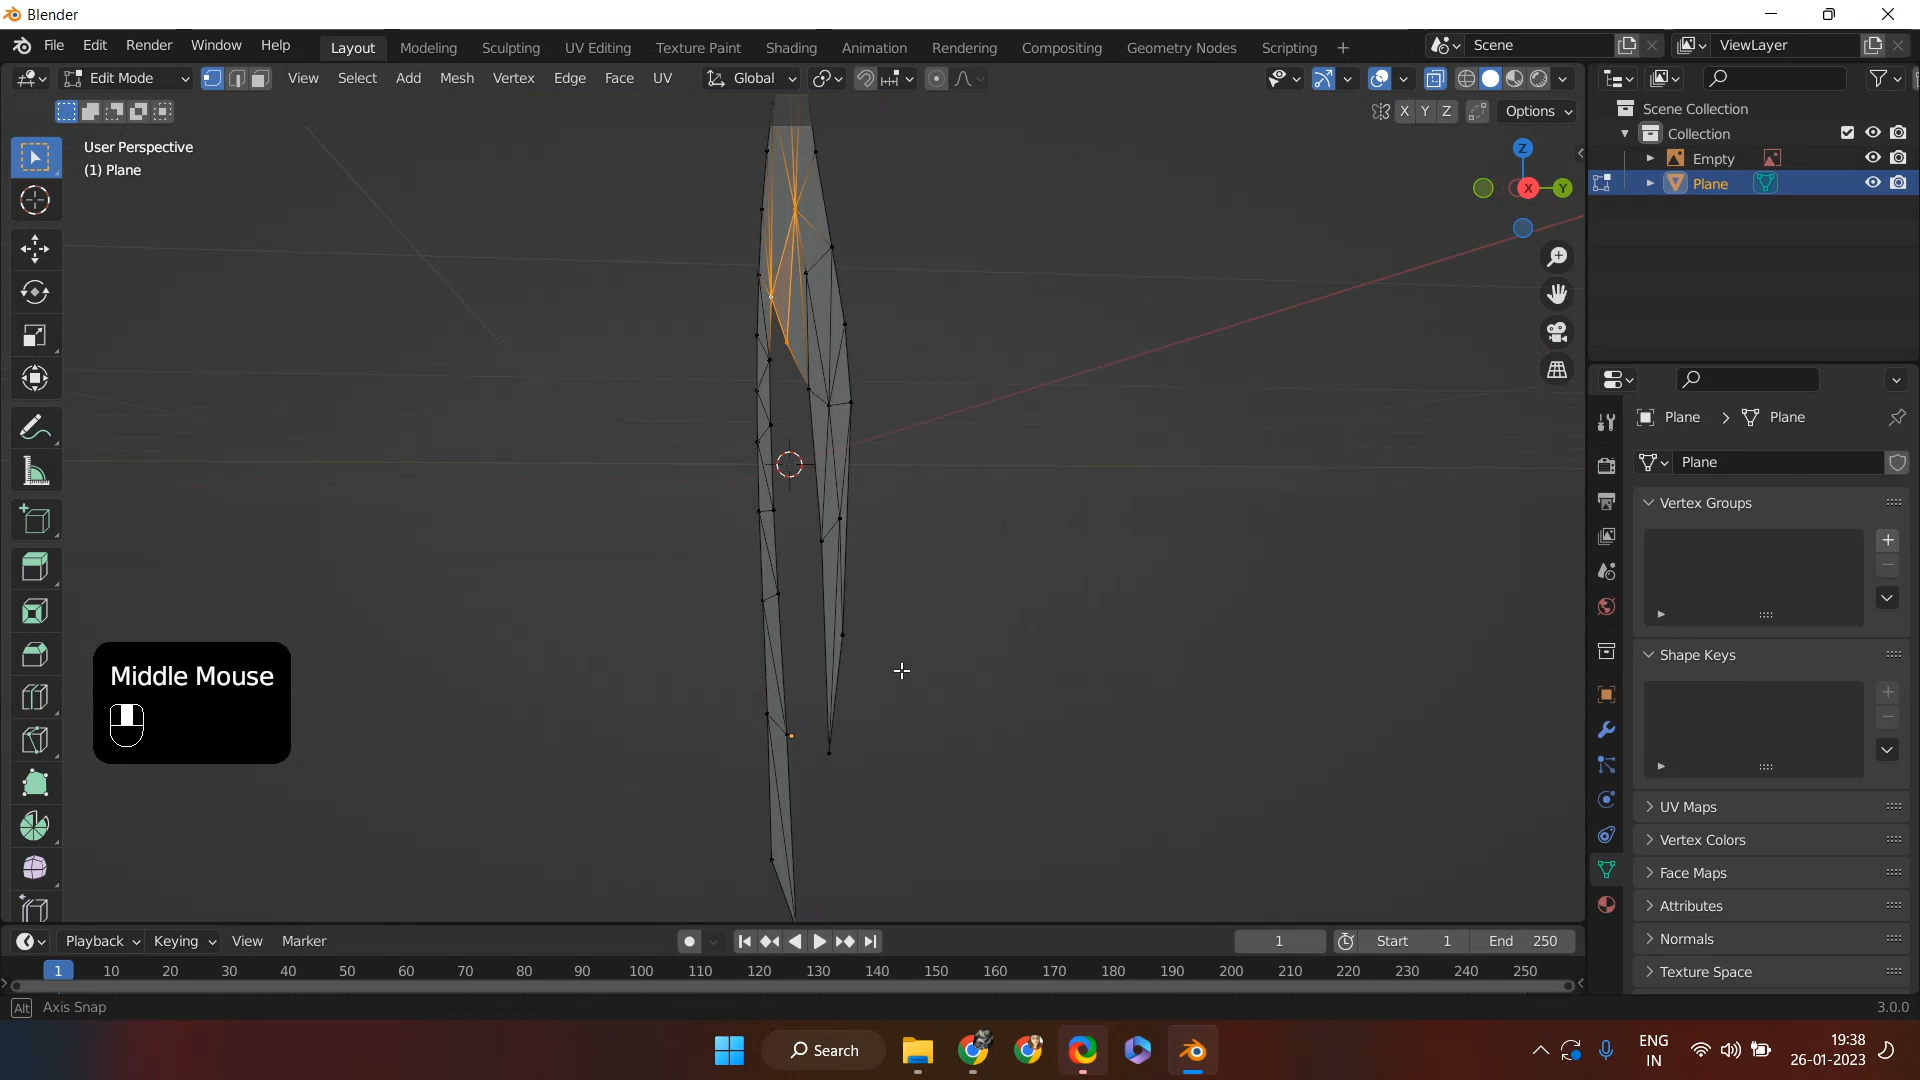 Blender
File Edit Render Window Help Layout Modeling Sculpting UV Editing Texture Paint Shading Animation Rendering Compositing Geometry Nodes Scripting + Scene ViewLayer
Edit Mode View Select Add Mesh Vertex Edge Face UV Global
X Y Z Options
Scene Collection
Collection
Empty
Plane
User Perspective
(1) Plane
Z
X Y
Plane > Plane
Plane
Vertex Groups
Shape Keys
UV Maps
Vertex Colors
Face Maps
Attributes
Normals
Texture Space
Middle Mouse
Playback Keying View Marker 1 Start 1 End 250
1 10 20 30 40 50 60 70 80 90 100 110 120 130 140 150 160 170 180 190 200 210 220 230 240 250
Alt Axis Snap 3.0.0
Search
ENG
IN
19:38
26-01-2023